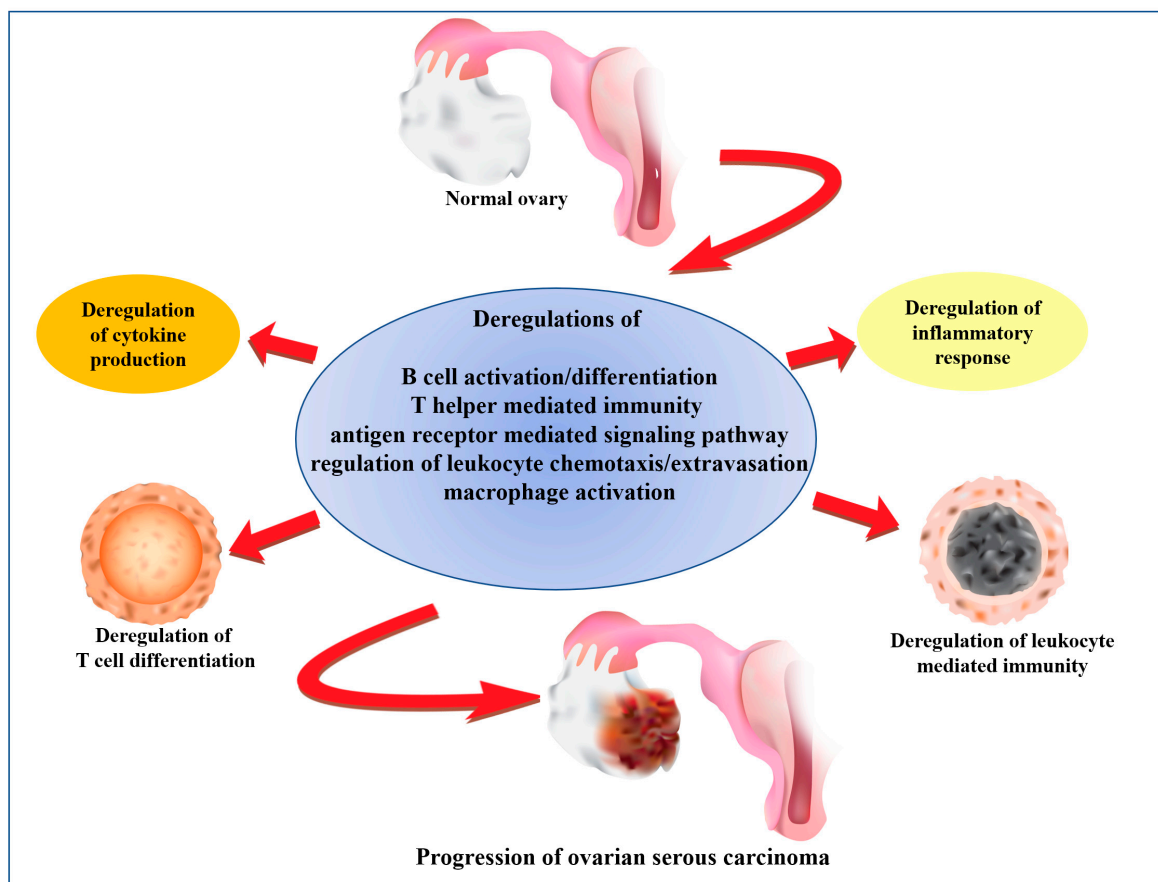 Normal ovary
Deregulation
of cytokine
production
Deregulations of
B cell activation/differentiation
T helper mediated immunity
antigen receptor mediated signaling pathway
regulation of leukocyte chemotaxis/extravasation
macrophage activation
Deregulation of
inflammatory
response
Deregulation of
T cell differentiation
Deregulation of leukocyte
mediated immunity
Progression of ovarian serous carcinoma